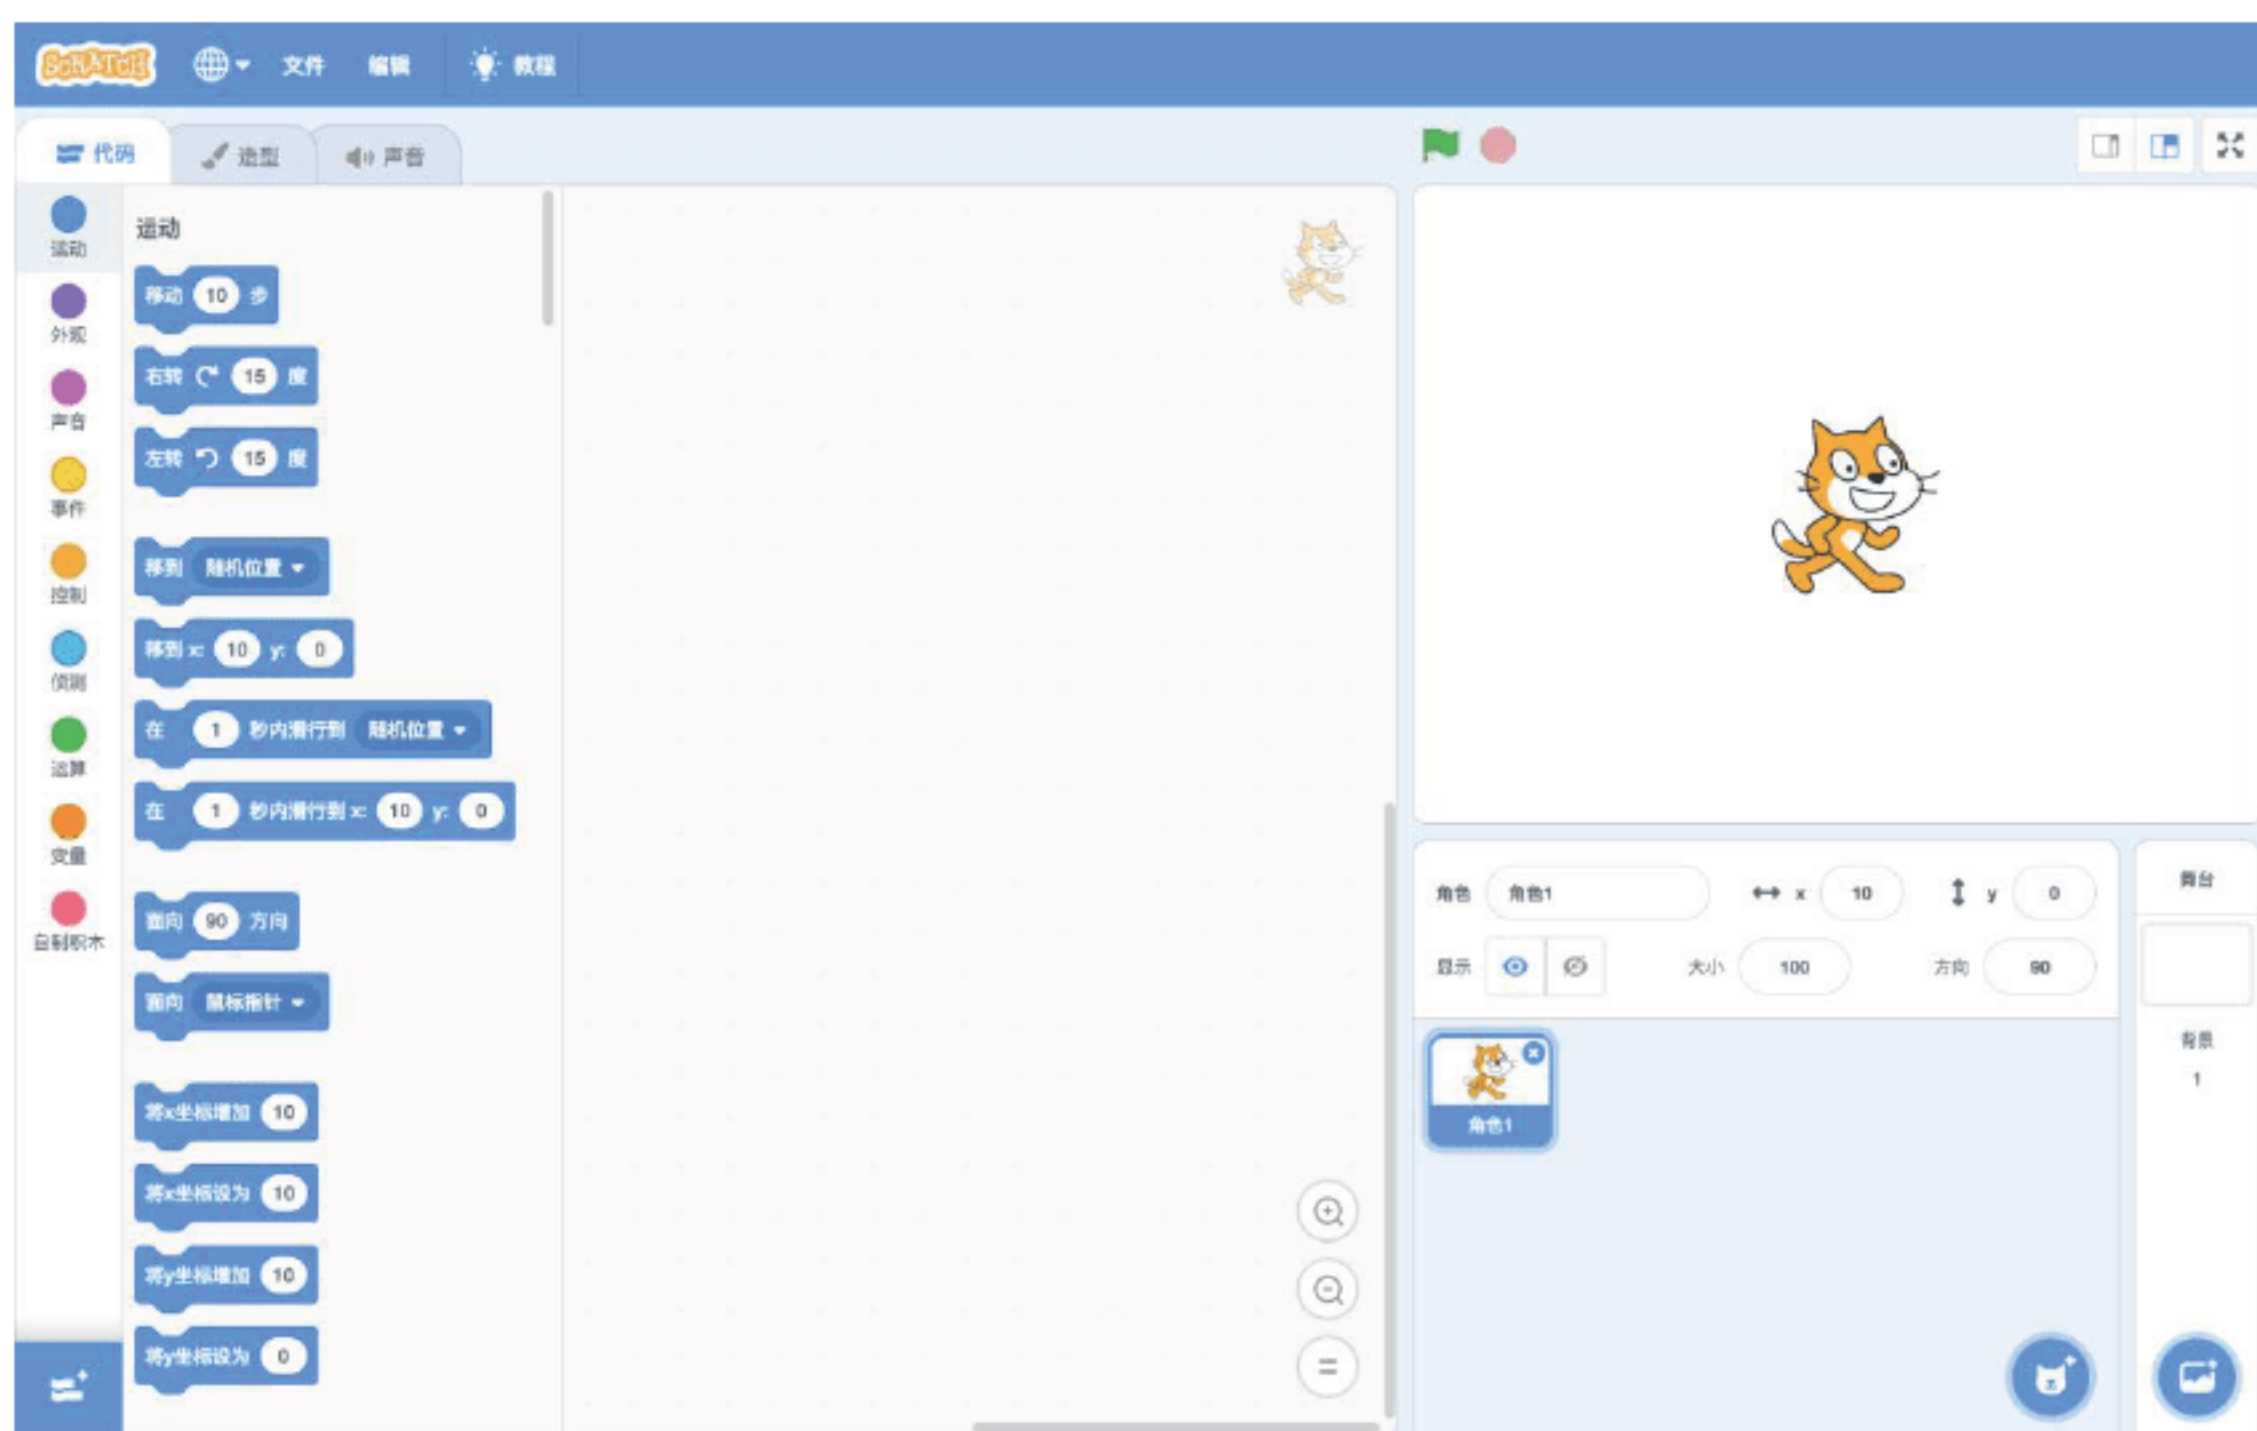 SCRATCH 文件 编辑 教程
代码 造型 声音
运动
外观
声音
事件
控制
侦测
运算
变量
自制积木
运动
移动 10 步
右转 15 度
左转 15 度
移到 随机位置
移到 x: 10 y: 0
在 1 秒内滑行到 随机位置
在 1 秒内滑行到 x: 10 y: 0
面向 90 方向
面向 鼠标指针
将x坐标增加 10
将x坐标设为 10
将y坐标增加 10
将y坐标设为 0
角色 角色1 x 10 y 0
显示 大小 100 方向 90
角色1
舞台
背景
1